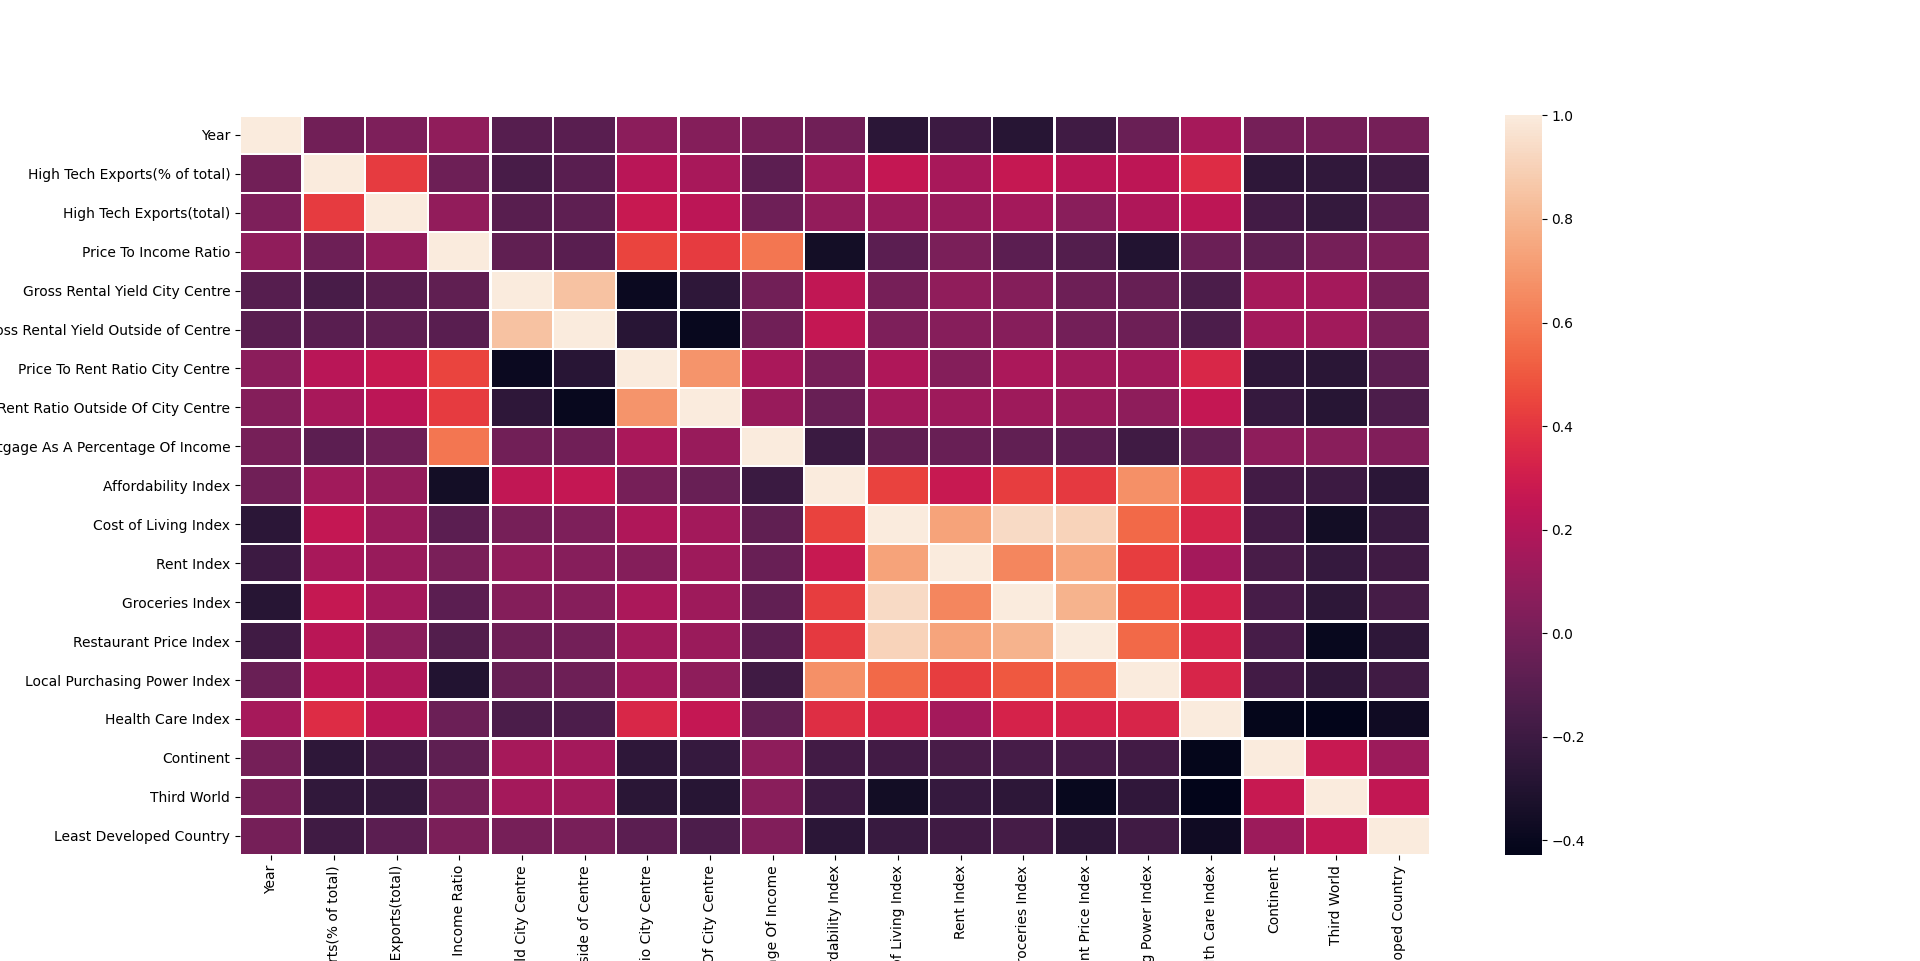 Year
High Tech Exports(% of total)
High Tech Exports(total)
Price To Income Ratio
Gross Rental Yield City Centre
ss Rental Yield Outside of Centre
Price To Rent Ratio City Centre
Rent Ratio Outside Of City Centre
gage As A Percentage Of Income
Affordability Index
Cost of Living Index
Rent Index
Groceries Index
Restaurant Price Index
Local Purchasing Power Index
Health Care Index
Continent
Third World
Least Developed Country
Year
rts(% of total)
Exports(total)
Income Ratio
ld City Centre
side of Centre
io City Centre
Of City Centre
ge Of Income
rdability Index
f Living Index
Rent Index
roceries Index
nt Price Index
g Power Index
th Care Index
Continent
Third World
oped Country
1.0
0.8
0.6
0.4
0.2
0.0
−0.2
−0.4